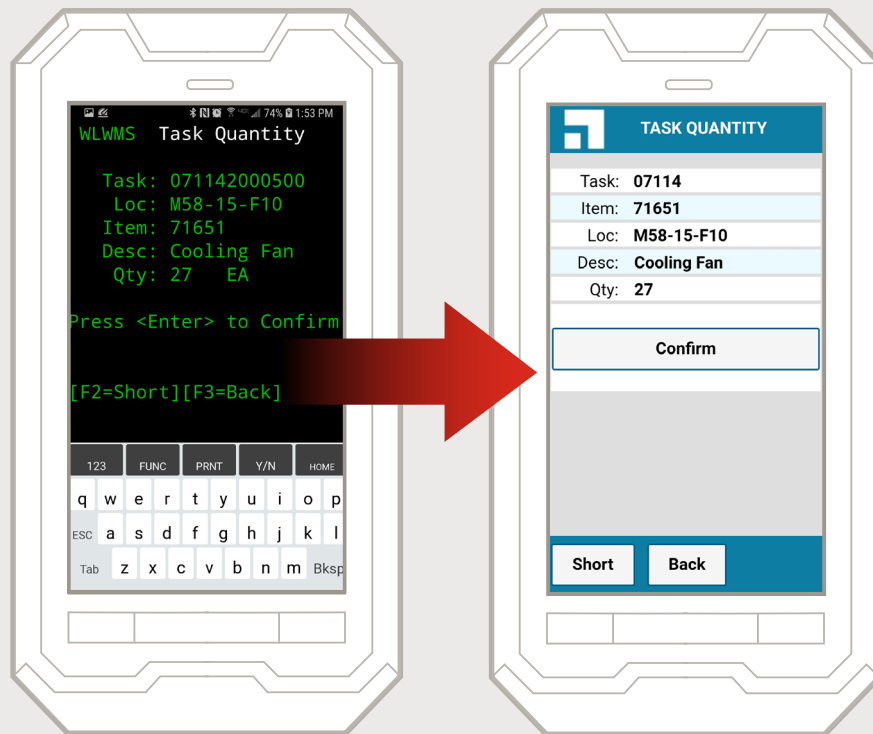 74% 1:53 PM
WLWMS Task Quantity
Task: 071142000500
Loc: M58-15-F10
Item: 71651
Desc: Cooling Fan
Qty: 27 EA
Press <Enter> to Confirm
[F2=Short][F3=Back]
123 FUNC PRNT Y/N HOME
q w e r t y u i o p
ESC a s d f g h j k l
Tab z x c v b n m Bksp
TASK QUANTITY
Task: 07114
Item: 71651
Loc: M58-15-F10
Desc: Cooling Fan
Qty: 27
Confirm
Short Back